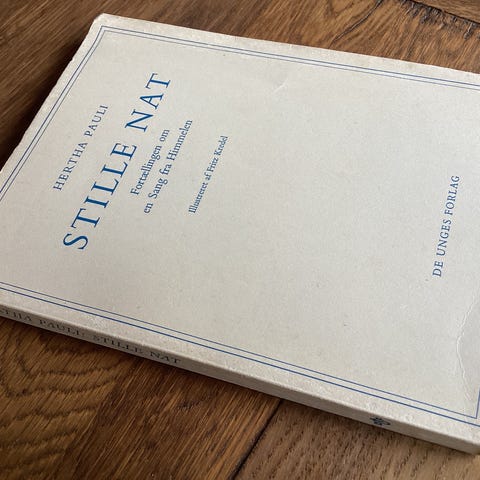 HERTHA PAULI
STILLE NAT
Fortællingen om
en Sang fra Himmelen
Illustreret af Fritz Kredel
DE UNGES FORLAG
THA PAULI: STILLE NAT